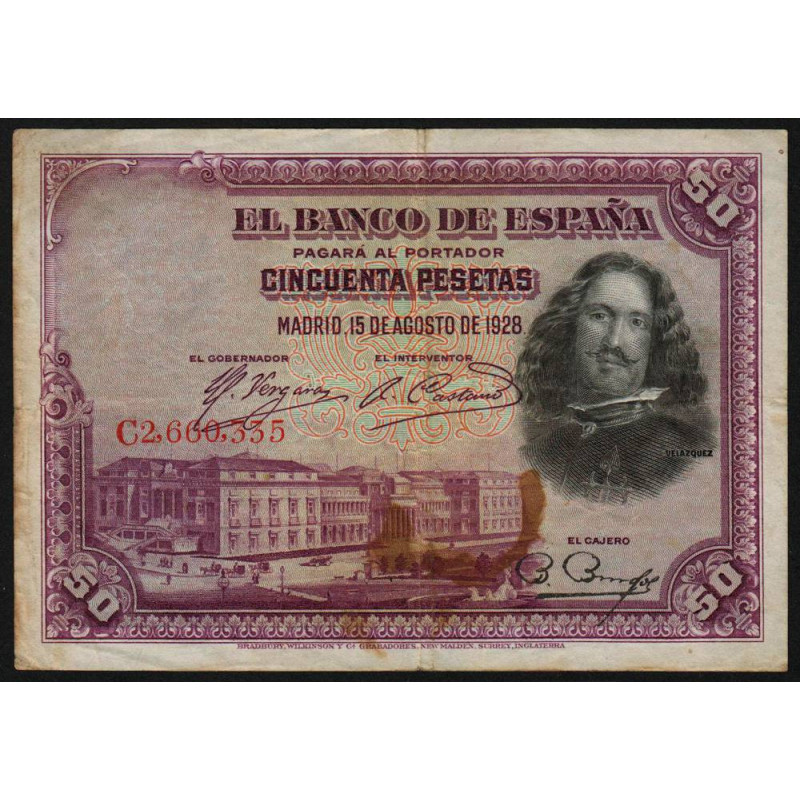 50
EL BANCO DE ESPAÑA
PAGARÁ AL PORTADOR
CINCUENTA PESETAS
MADRID, 15 DE AGOSTO DE 1928
EL GOBERNADOR EL INTERVENTOR
C2,660,335
VELAZQUEZ
EL CAJERO
50 50
BRADBURY, WILKINSON Y Cª GRABADORES, NEW MALDEN, SURREY, INGLATERRA